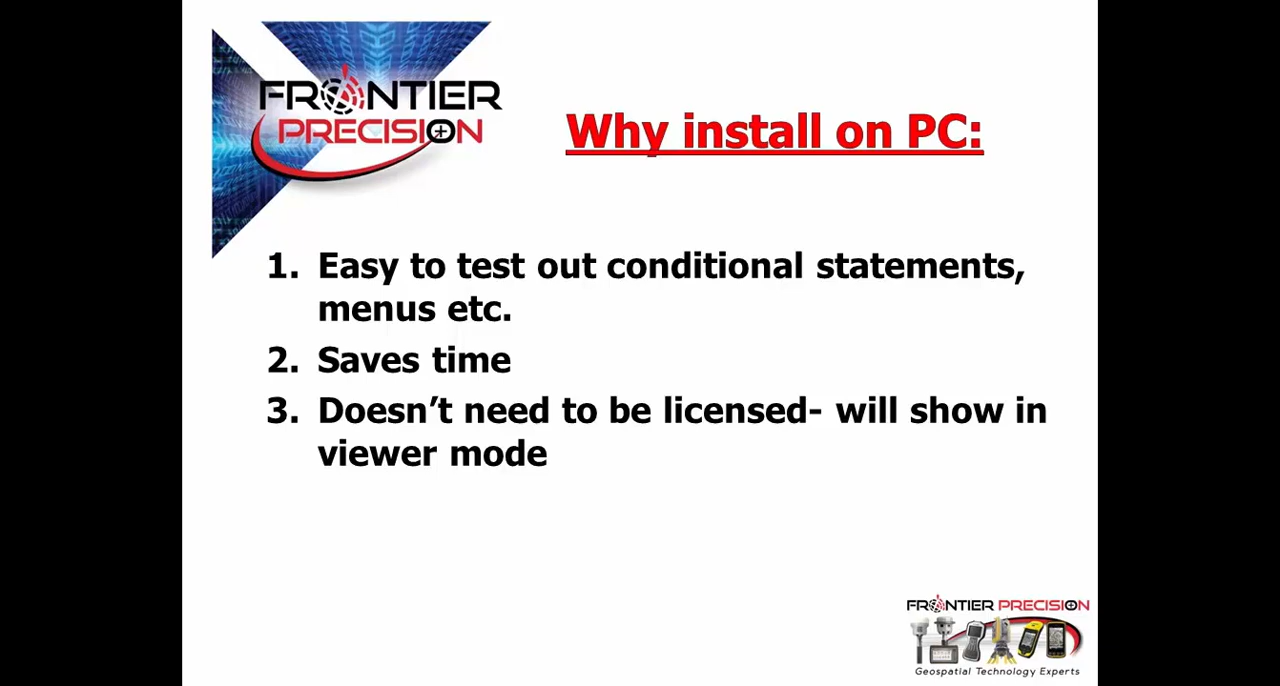 FRONTIER
PRECISION
Why install on PC:
1. Easy to test out conditional statements,
menus etc.
2. Saves time
3. Doesn’t need to be licensed- will show in
viewer mode
FRONTIER PRECISION
Geospatial Technology Experts